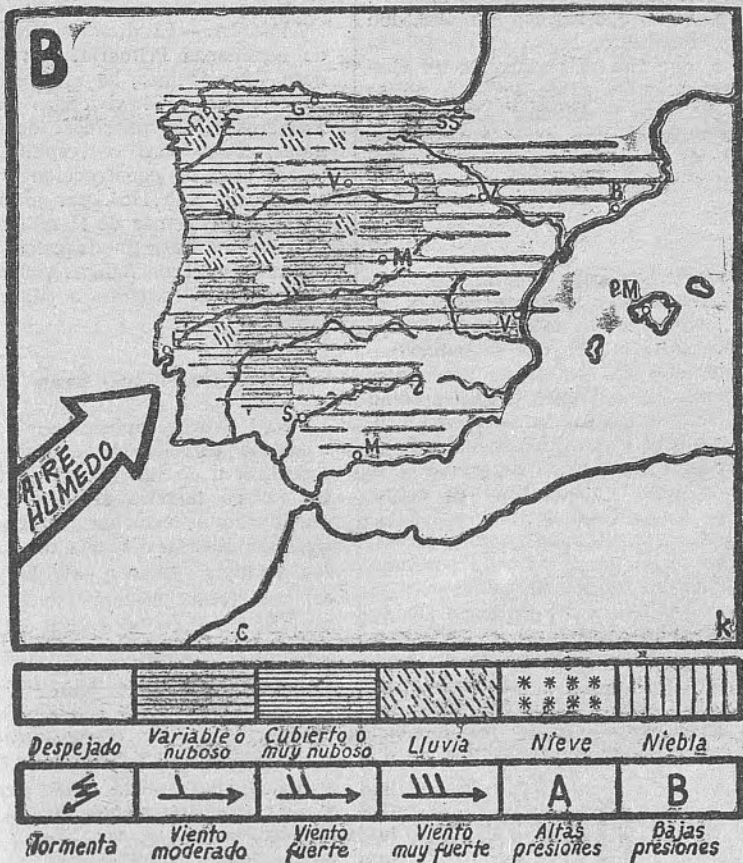 B
G
SS
V
Z
B
M
P.M
V
L
S
M
AIRE
HUMEDO
C
k
Despejado
Variable ó
nuboso
Cubierto o
muy nuboso
Lluvia
Nieve
Niebla
A
B
Tormenta
Viento
moderado
Viento
fuerte
Viento
muy fuerte
Altas
presiones
Bajas
presiones